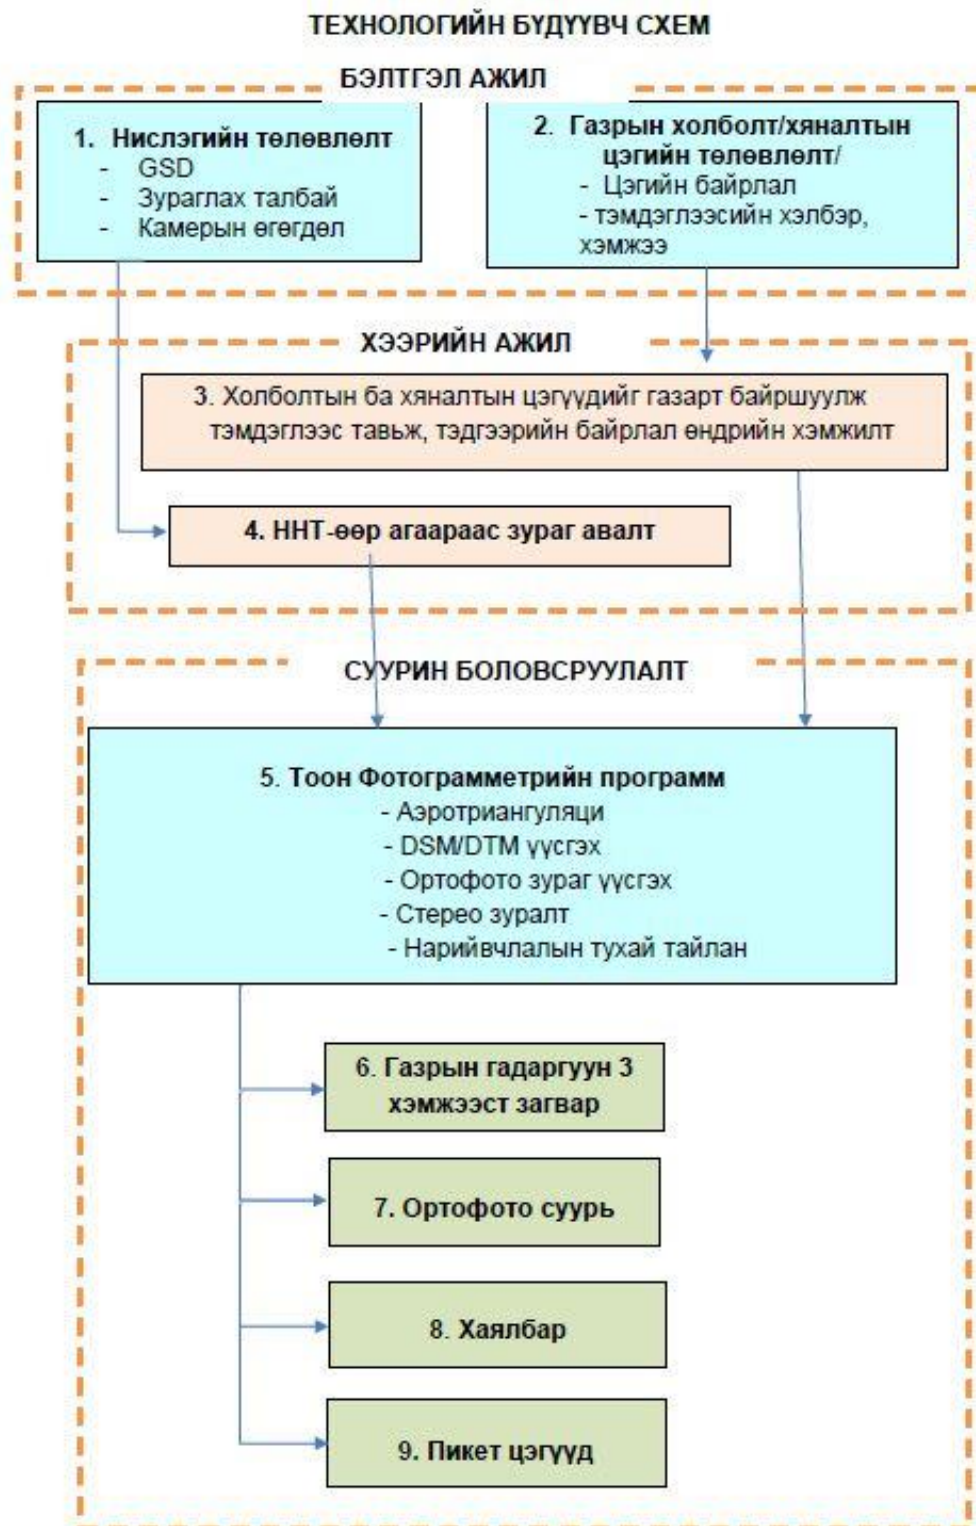 ТЕХНОЛОГИЙН БҮДҮҮВЧ СХЕМ
БЭЛТГЭЛ АЖИЛ
1. Нислэгийн төлөвлөлт
- GSD
- Зураглах талбай
- Камерын өгөгдөл
2. Газрын холболт/хяналтын
цэгийн төлөвлөлт/
- Цэгийн байрлал
- тэмдэглээсийн хэлбэр,
хэмжээ
ХЭЭРИЙН АЖИЛ
3. Холболтын ба хяналтын цэгүүдийг газарт байршуулж
тэмдэглээс тавьж, тэдгээрийн байрлал өндрийн хэмжилт
4. ННТ-өөр агаараас зураг авалт
СУУРИН БОЛОВСРУУЛАЛТ
5. Тоон Фотограмметрийн программ
- Аэротриангуляци
- DSM/DTM үүсгэх
- Ортофото зураг үүсгэх
- Стерео зуралт
- Нарийвчлалын тухай тайлан
6. Газрын гадаргуун 3
хэмжээст загвар
7. Ортофото суурь
8. Хаялбар
9. Пикет цэгүүд